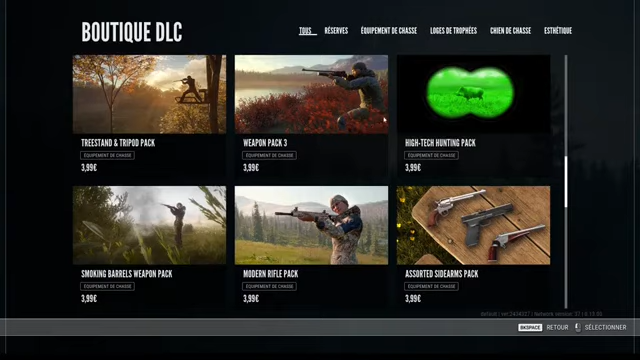 BOUTIQUE DLC
TOUS RÉSERVES ÉQUIPEMENT DE CHASSE LOGES DE TROPHÉES CHIEN DE CHASSE ESTHÉTIQUE
TREESTAND & TRIPOD PACK
ÉQUIPEMENT DE CHASSE
3,99€
WEAPON PACK 3
ÉQUIPEMENT DE CHASSE
3,99€
HIGH-TECH HUNTING PACK
ÉQUIPEMENT DE CHASSE
3,99€
SMOKING BARRELS WEAPON PACK
ÉQUIPEMENT DE CHASSE
3,99€
MODERN RIFLE PACK
ÉQUIPEMENT DE CHASSE
3,99€
ASSORTED SIDEARMS PACK
ÉQUIPEMENT DE CHASSE
3,99€
BKSPACE RETOUR SÉLECTIONNER